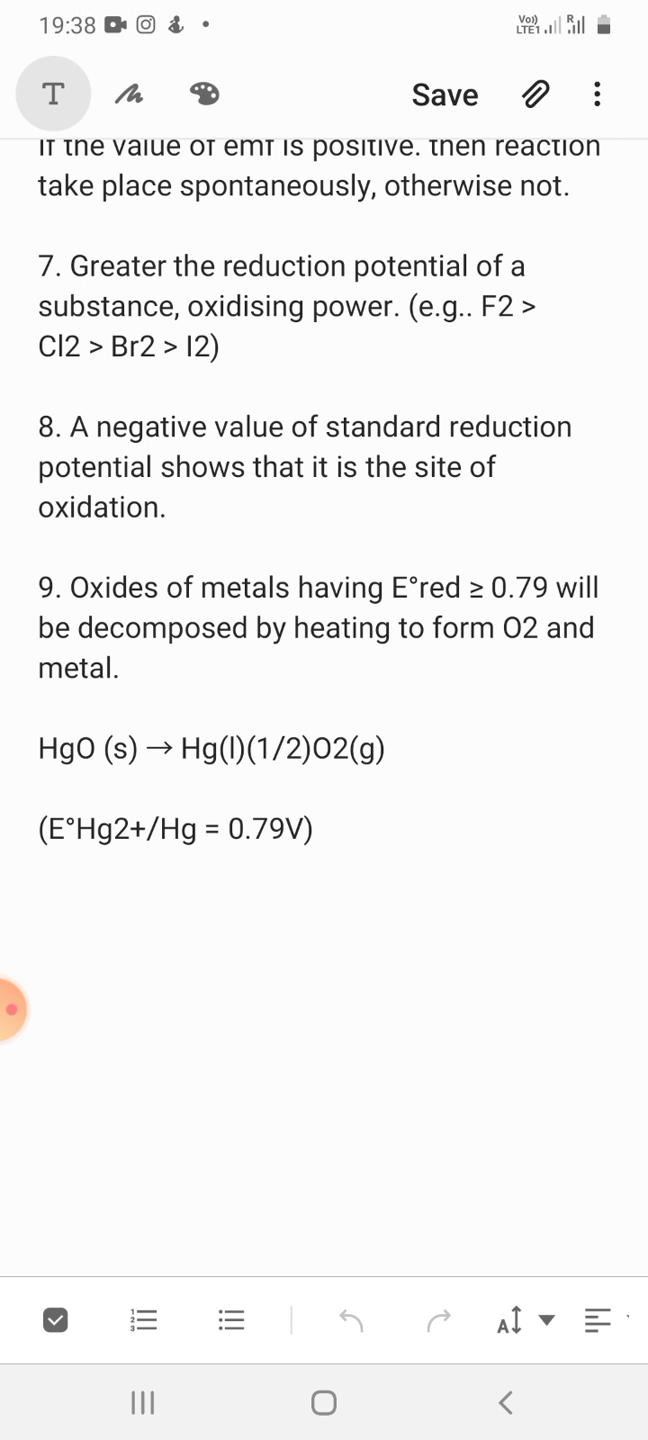 19:38
Vo))
LTE1
R
T
Save
If the value of emf is positive. then reaction
take place spontaneously, otherwise not.
7. Greater the reduction potential of a
substance, oxidising power. (e.g.. F2 >
Cl2 > Br2 > I2)
8. A negative value of standard reduction
potential shows that it is the site of
oxidation.
9. Oxides of metals having E°red ≥ 0.79 will
be decomposed by heating to form O2 and
metal.
HgO (s) → Hg(l)(1/2)O2(g)
(E°Hg2+/Hg = 0.79V)
A